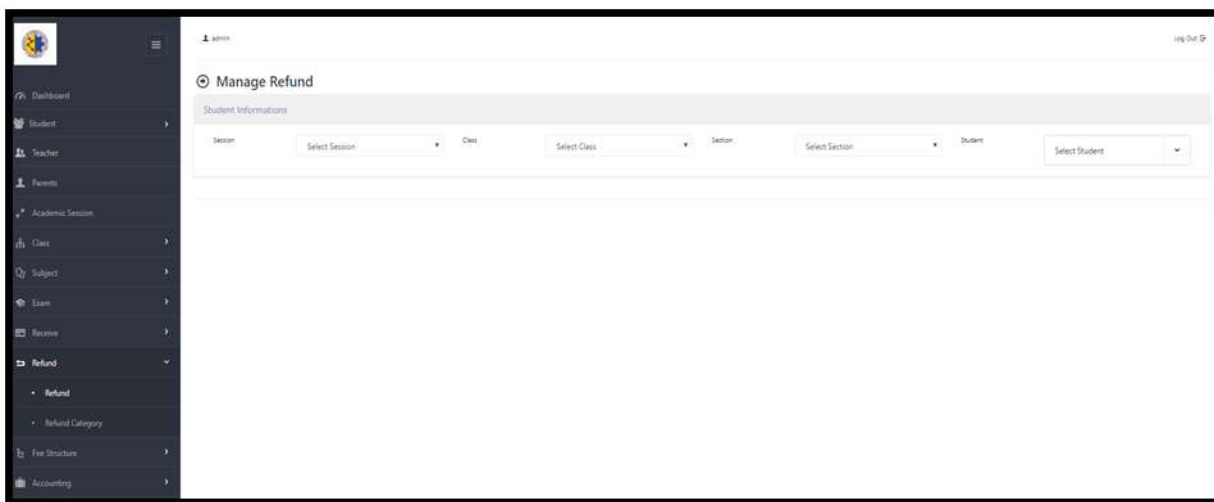 admin
Log Out
Manage Refund
Student Informations
Session
Select Session
Class
Select Class
Section
Select Section
Student
Select Student
Dashboard
Student
Teacher
Parents
Academic Session
Class
Subject
Exam
Receive
Refund
Refund
Refund Category
Fee Structure
Accounting